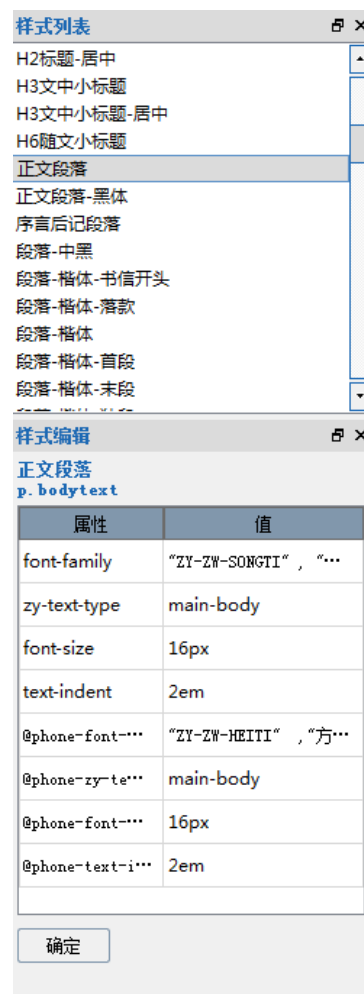 样式列表
H2标题-居中
H3文中小标题
H3文中小标题-居中
H6随文小标题
正文段落
正文段落-黑体
序言后记段落
段落-中黑
段落-楷体-书信开头
段落-楷体-落款
段落-楷体
段落-楷体-首段
段落-楷体-末段
样式编辑
正文段落
p.bodytext
属性 值
font-family “ZY-ZW-SONGTI“ , “…
zy-text-type main-body
font-size 16px
text-indent 2em
@phone-font-… “ZY-ZW-HEITI“ ,“方…
@phone-zy-te… main-body
@phone-font-… 16px
@phone-text-i… 2em
确定